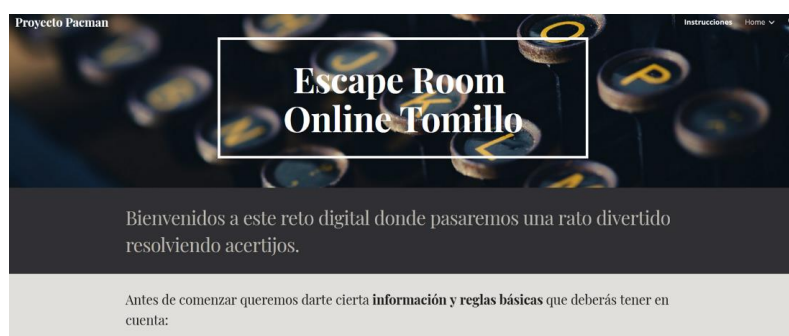 Proyecto Pacman
Instrucciones Home
Escape Room
Online Tomillo
Bienvenidos a este reto digital donde pasaremos una rato divertido
resolviendo acertijos.
Antes de comenzar queremos darte cierta información y reglas básicas que deberás tener en
cuenta: